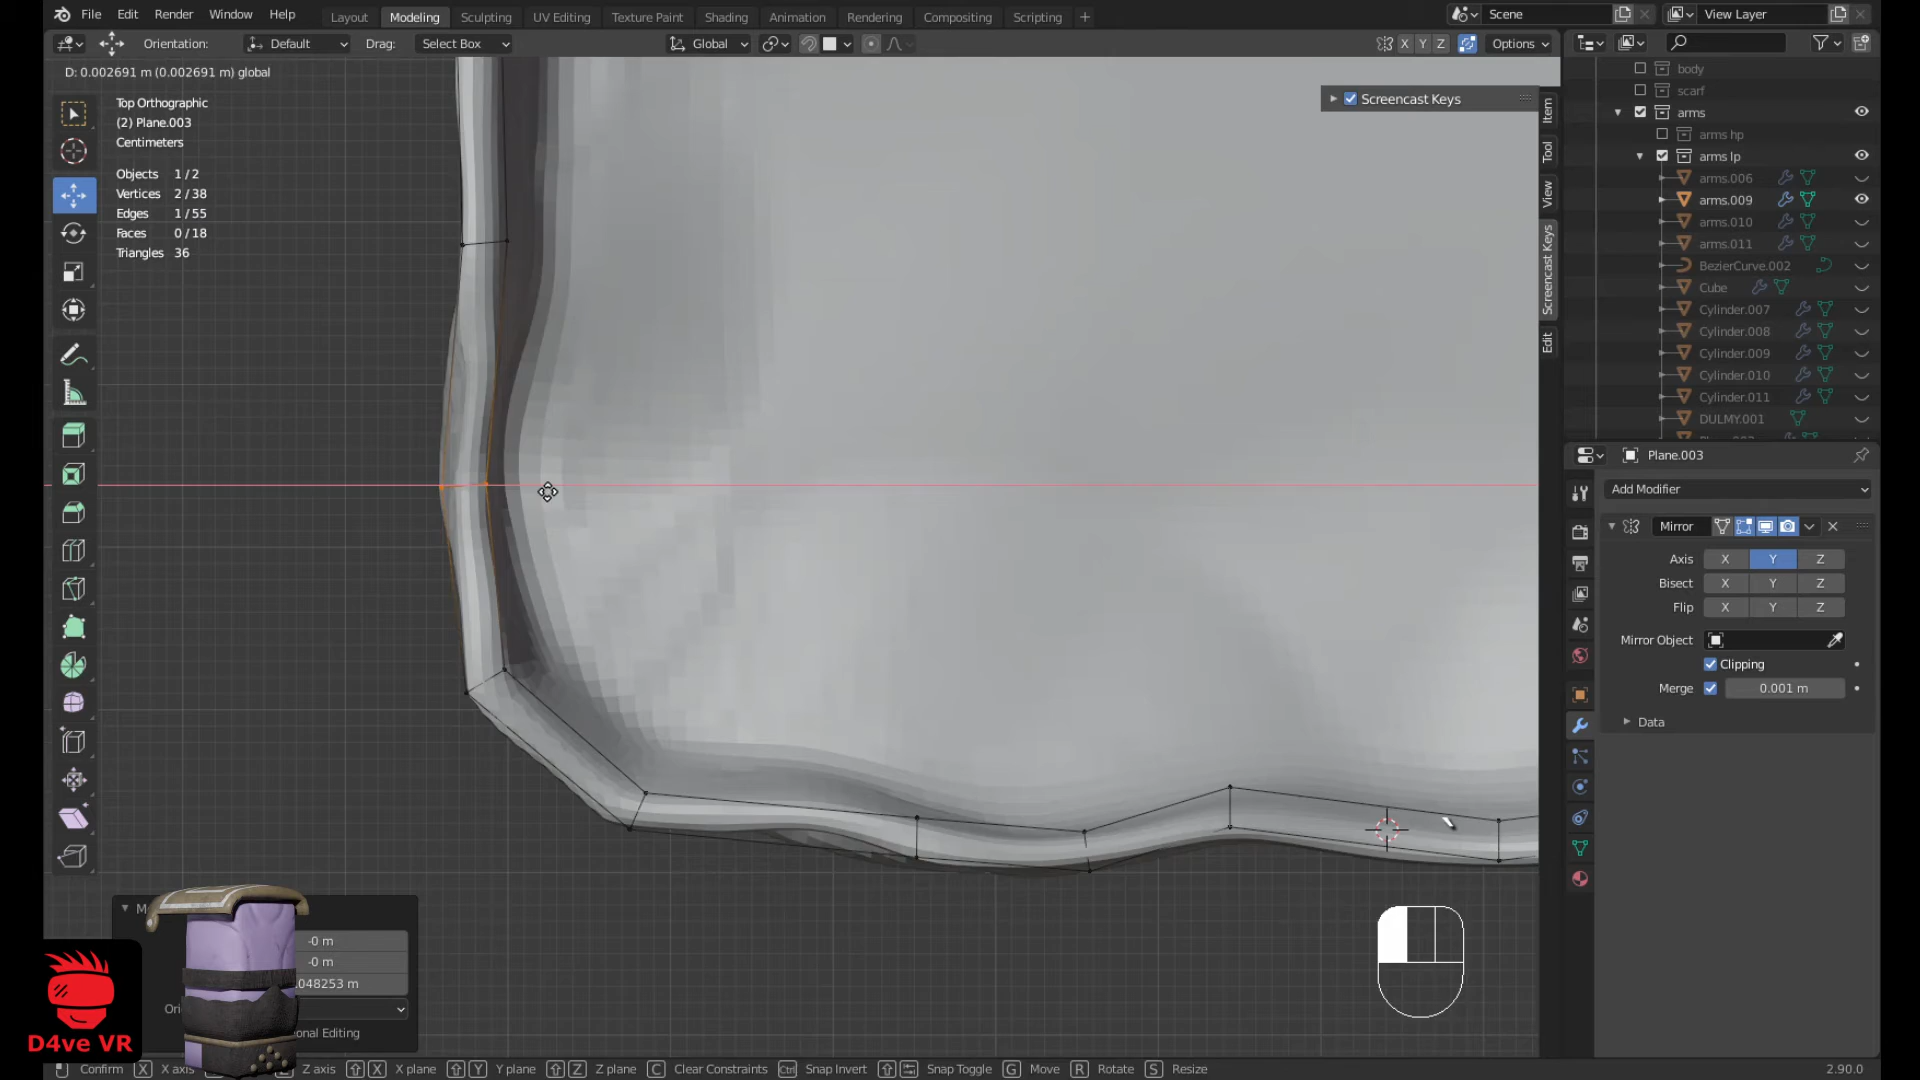 File Edit Render Window Help Layout Modeling Sculpting UV Editing Texture Paint Shading Animation Rendering Compositing Scripting + Scene View Layer
Orientation: Default Drag: Select Box Global X Y Z Options
D: 0.002691 m (0.002691 m) global
Top Orthographic
(2) Plane.003
Centimeters
Objects 1/2
Vertices 2/38
Edges 1/55
Faces 0/18
Triangles 36
Screencast Keys
Item
Tool
View
Screencast Keys
Edit
body
scarf
arms
arms hp
arms lp
arms.006
arms.009
arms.010
arms.011
BezierCurve.002
Cube
Cylinder.007
Cylinder.008
Cylinder.009
Cylinder.010
Cylinder.011
DULMY.001
Plane.003
Add Modifier
Mirror
Axis X Y Z
Bisect X Y Z
Flip X Y Z
Mirror Object
Clipping
Merge 0.001 m
Data
-0 m
-0 m
.048253 m
Ori
onal Editing
D4ve VR
Confirm X X axis Z axis X X plane Y Y plane Z Z plane C Clear Constraints Ctrl Snap Invert Snap Toggle G Move R Rotate S Resize 2.90.0